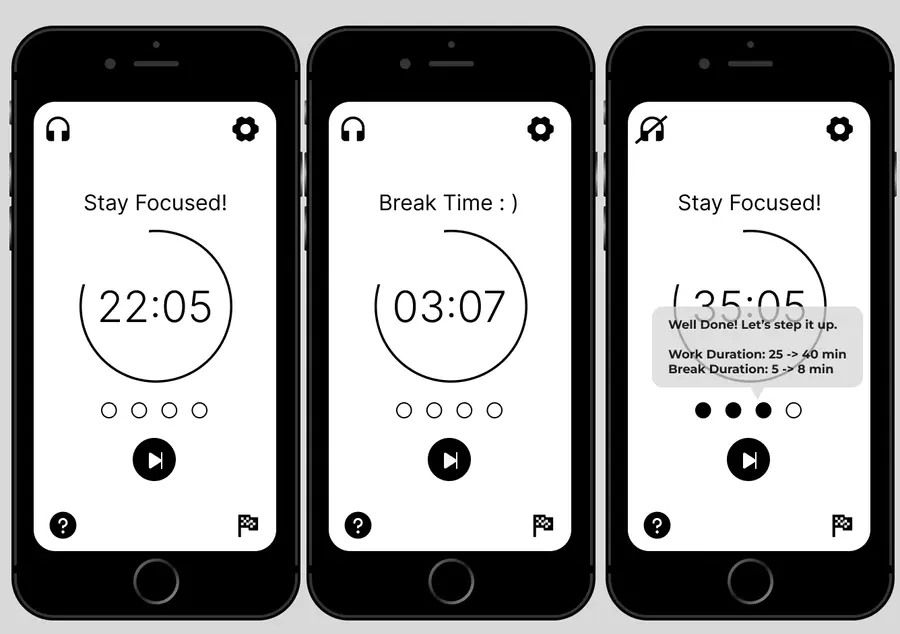 Stay Focused!
22:05
?
Break Time : )
03:07
?
Stay Focused!
35:05
Well Done! Let's step it up.
Work Duration: 25 -> 40 min
Break Duration: 5 -> 8 min
?